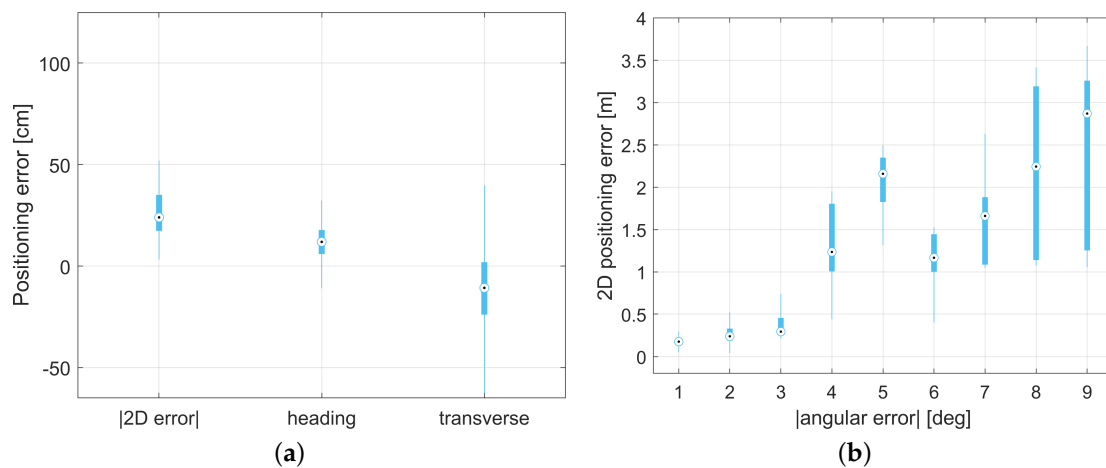 Positioning error [cm]
100
50
0
-50
|2D error| heading transverse
(a)
2D positioning error [m]
4
3.5
3
2.5
2
1.5
1
0.5
0
1 2 3 4 5 6 7 8 9
|angular error| [deg]
(b)